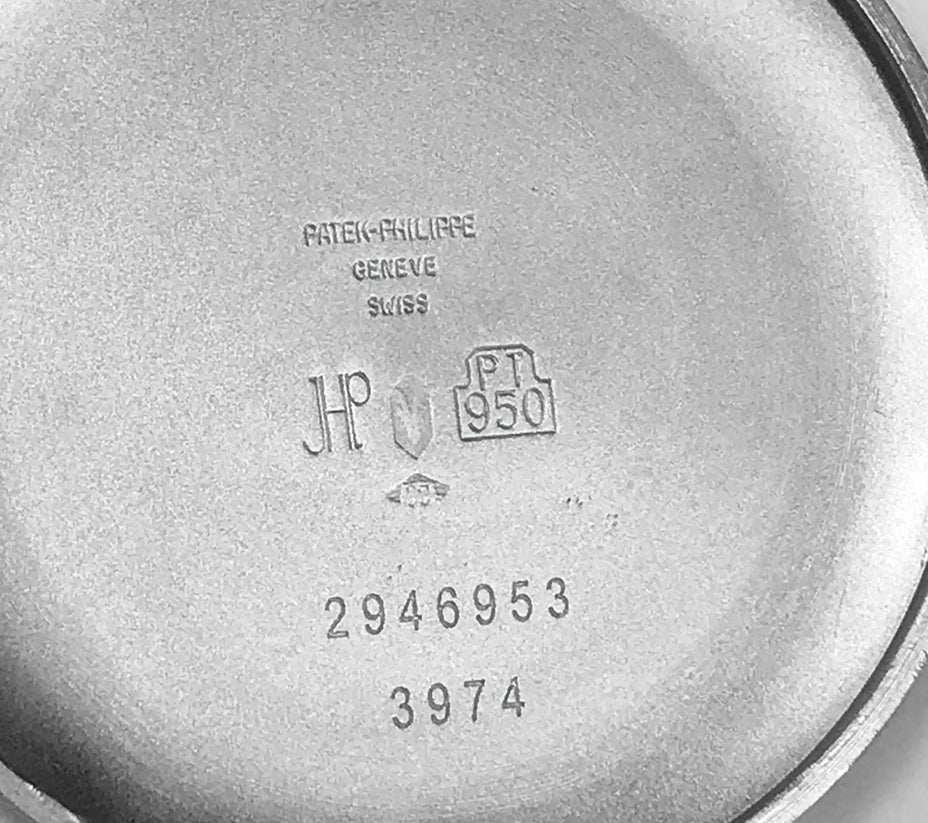 PATEK-PHILIPPE
GENEVE
SWISS
JHP
PT
950
2946953
3974